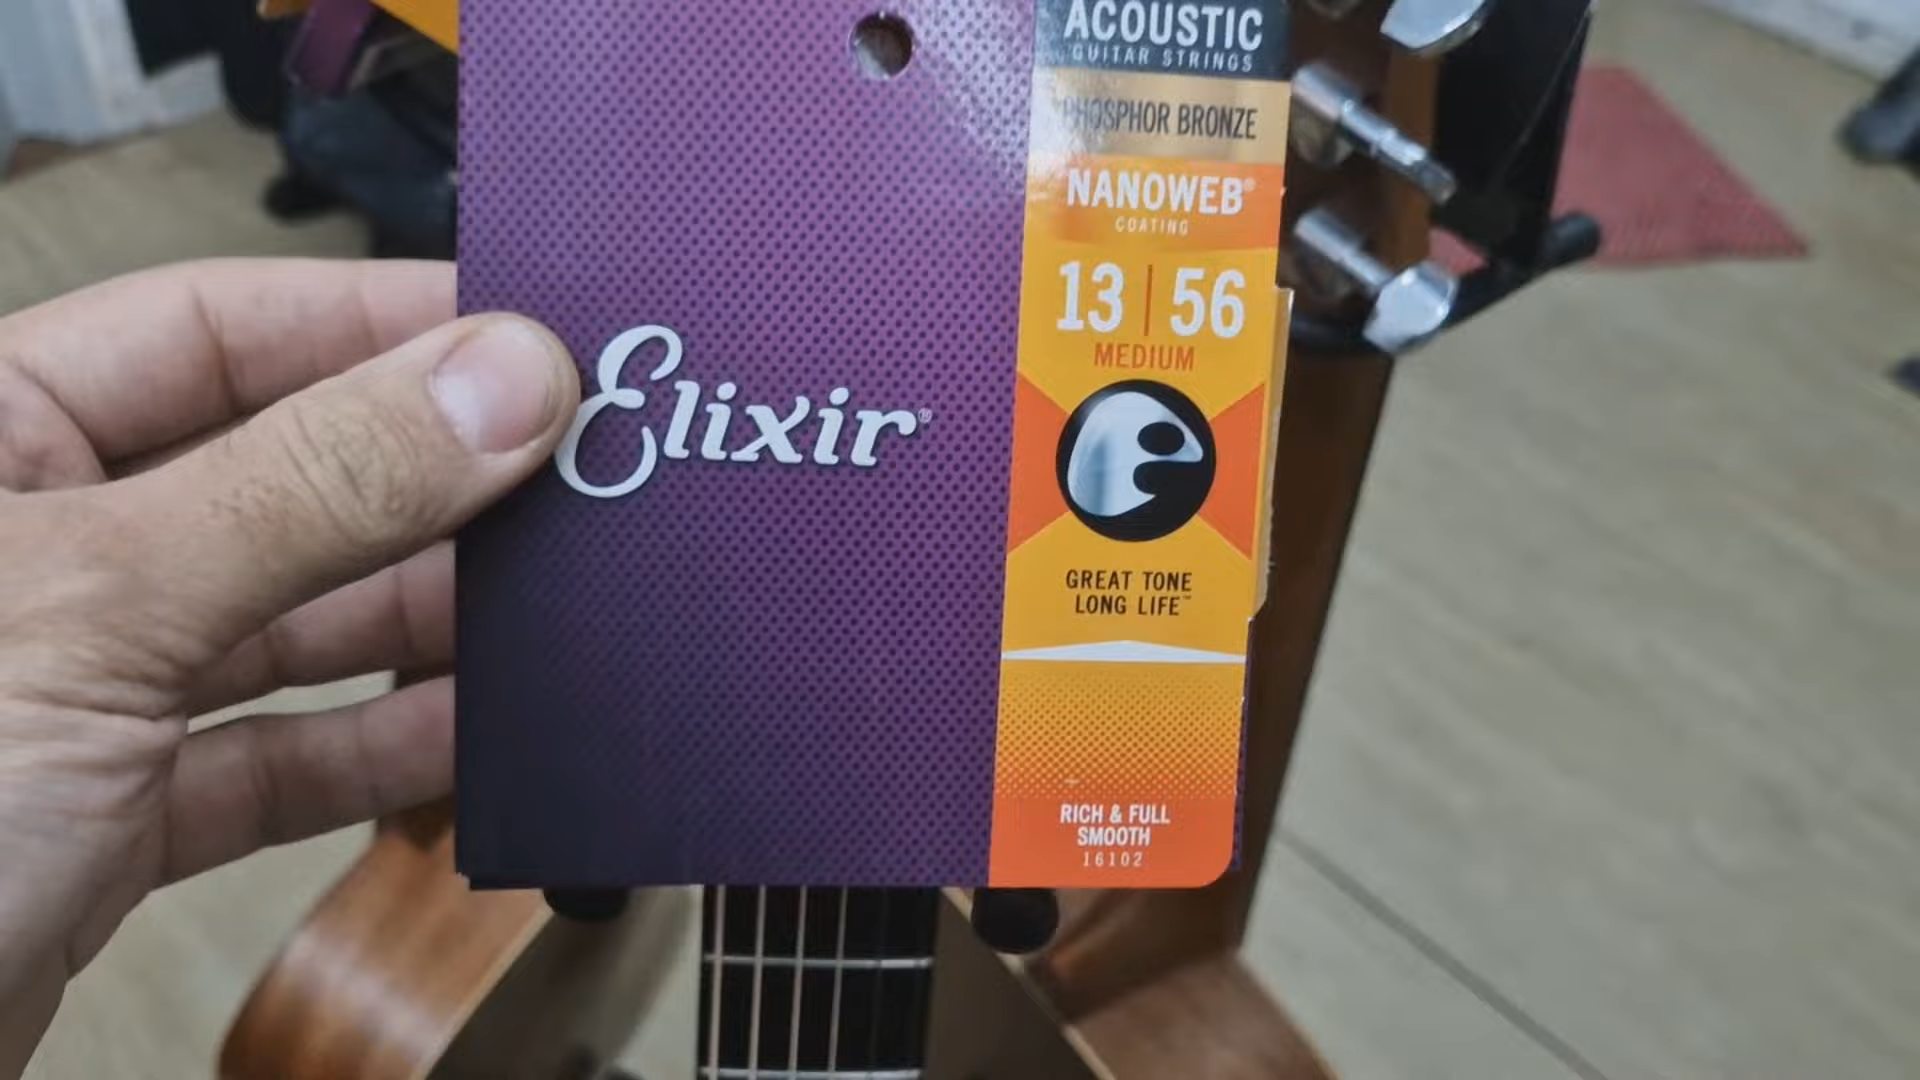 ACOUSTIC
GUITAR STRINGS
PHOSPHOR BRONZE
NANOWEB®
COATING
13 | 56
MEDIUM
Elixir®
GREAT TONE
LONG LIFE™
RICH & FULL
SMOOTH
16102